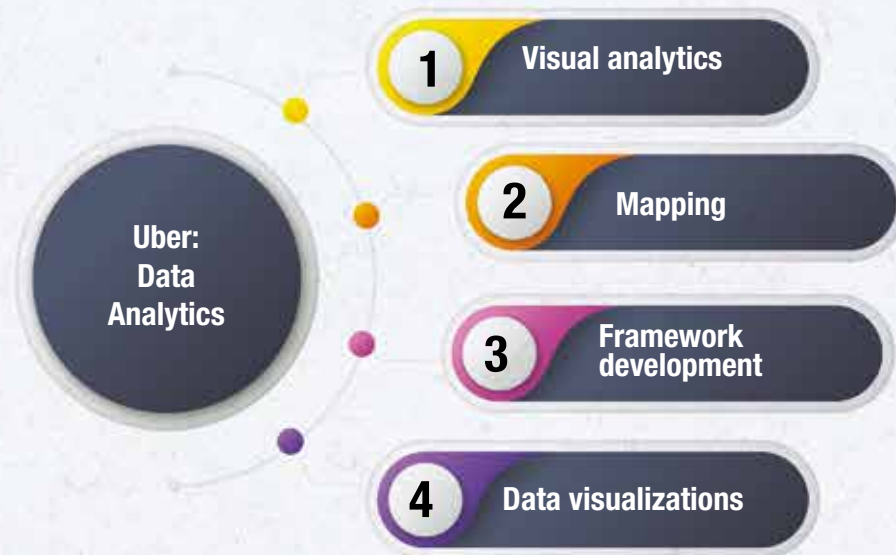 Uber:
Data
Analytics
1
Visual analytics
2
Mapping
3
Framework
development
4
Data visualizations